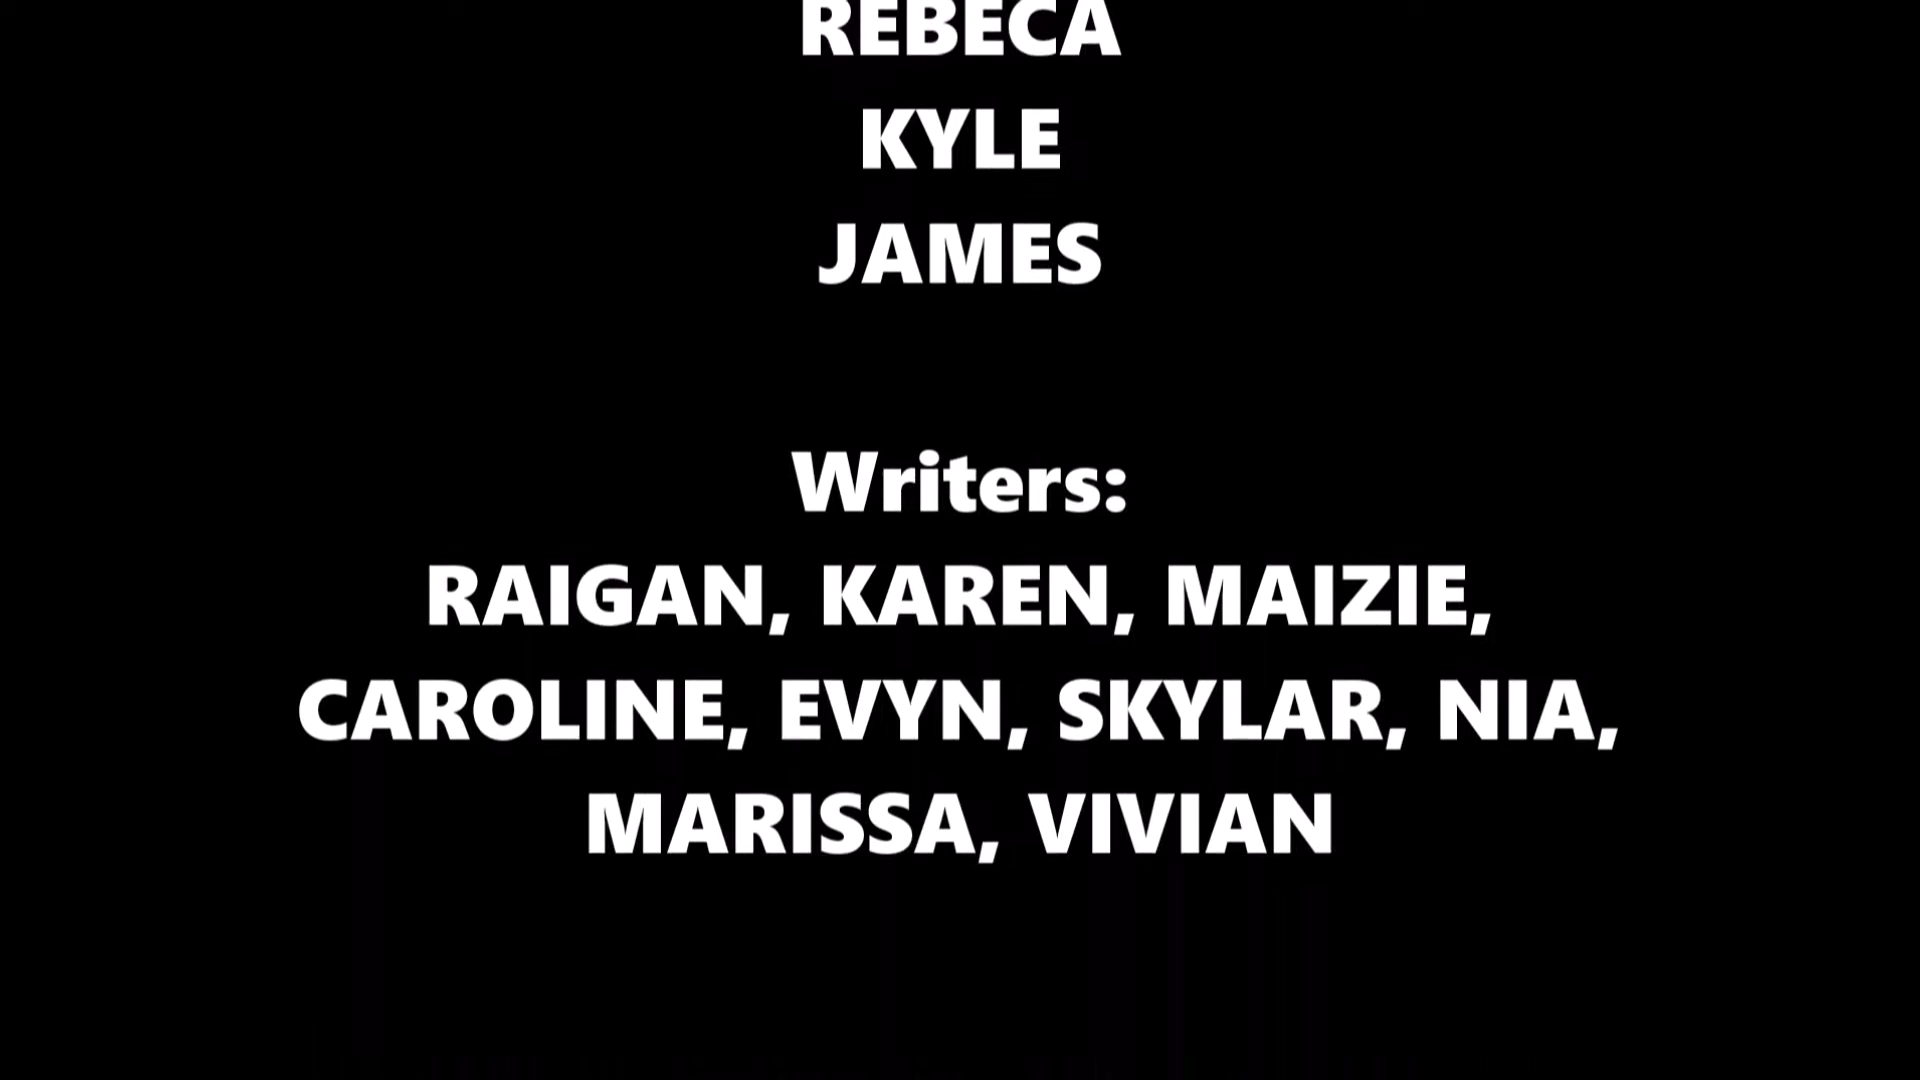 REBECA
KYLE
JAMES
Writers:
RAIGAN, KAREN, MAIZIE,
CAROLINE, EVYN, SKYLAR, NIA,
MARISSA, VIVIAN